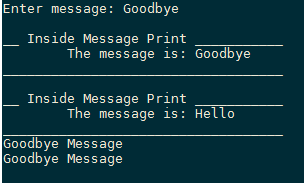 Enter message: Goodbye
__ Inside Message Print ___________
The message is: Goodbye
___________________________________
__ Inside Message Print ___________
The message is: Hello
___________________________________
Goodbye Message
Goodbye Message